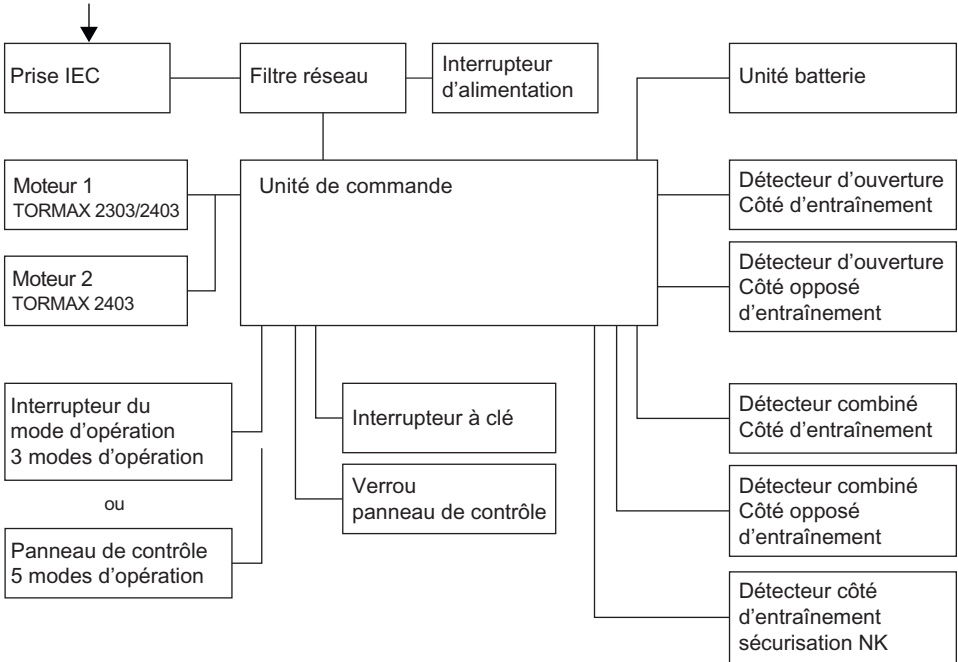 Prise IEC
Filtre réseau
Interrupteur
d'alimentation
Unité batterie
Moteur 1
TORMAX 2303/2403
Unité de commande
Détecteur d'ouverture
Côté d'entraînement
Moteur 2
TORMAX 2403
Détecteur d'ouverture
Côté opposé
d'entraînement
Interrupteur du
mode d'opération
3 modes d'opération
ou
Panneau de contrôle
5 modes d'opération
Interrupteur à clé
Verrou
panneau de contrôle
Détecteur combiné
Côté d'entraînement
Détecteur combiné
Côté opposé
d'entraînement
Détecteur côté
d'entraînement
sécurisation NK